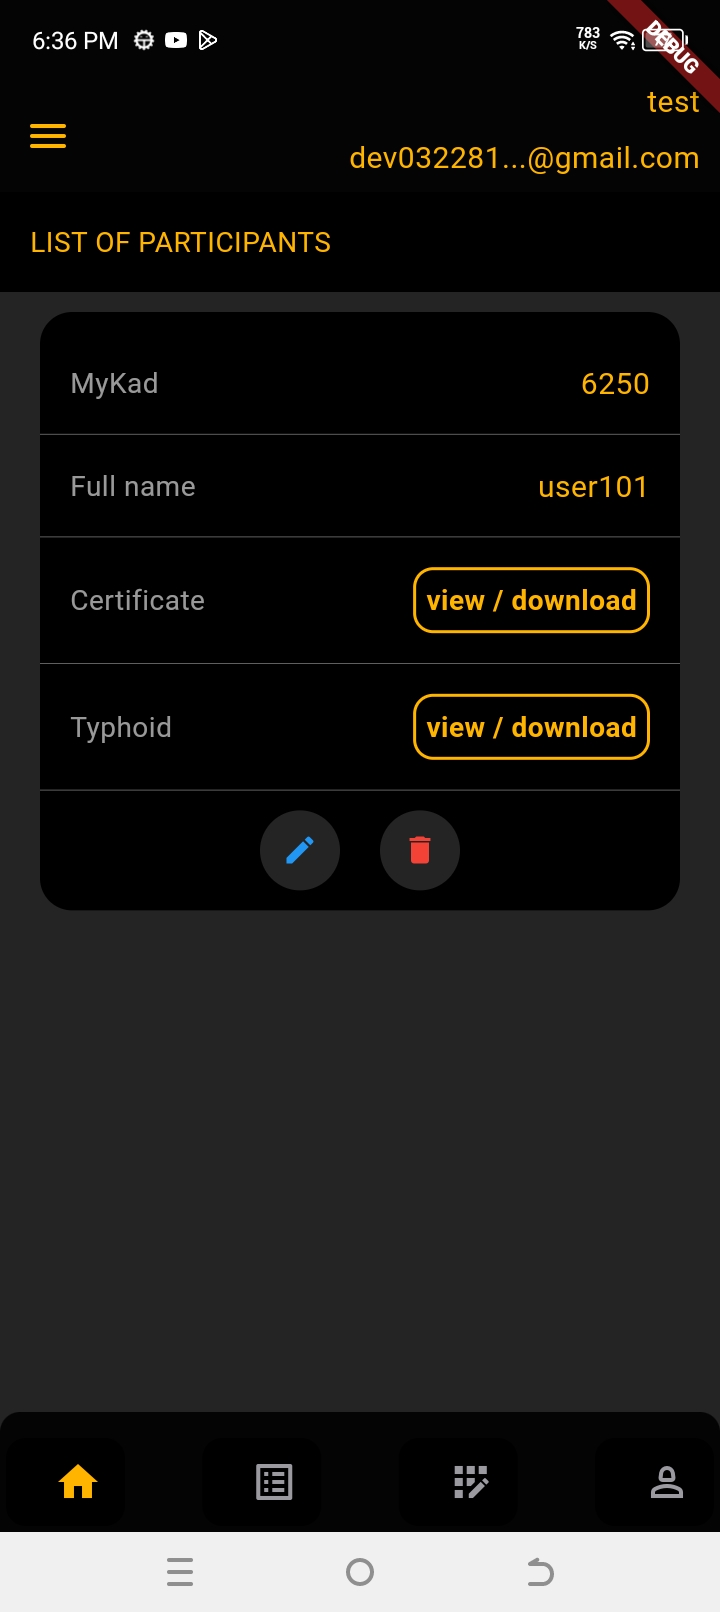 6:36 PM
783
K/S
DEBUG
test
dev032281...@gmail.com
LIST OF PARTICIPANTS
MyKad 6250
Full name user101
Certificate view / download
Typhoid view / download